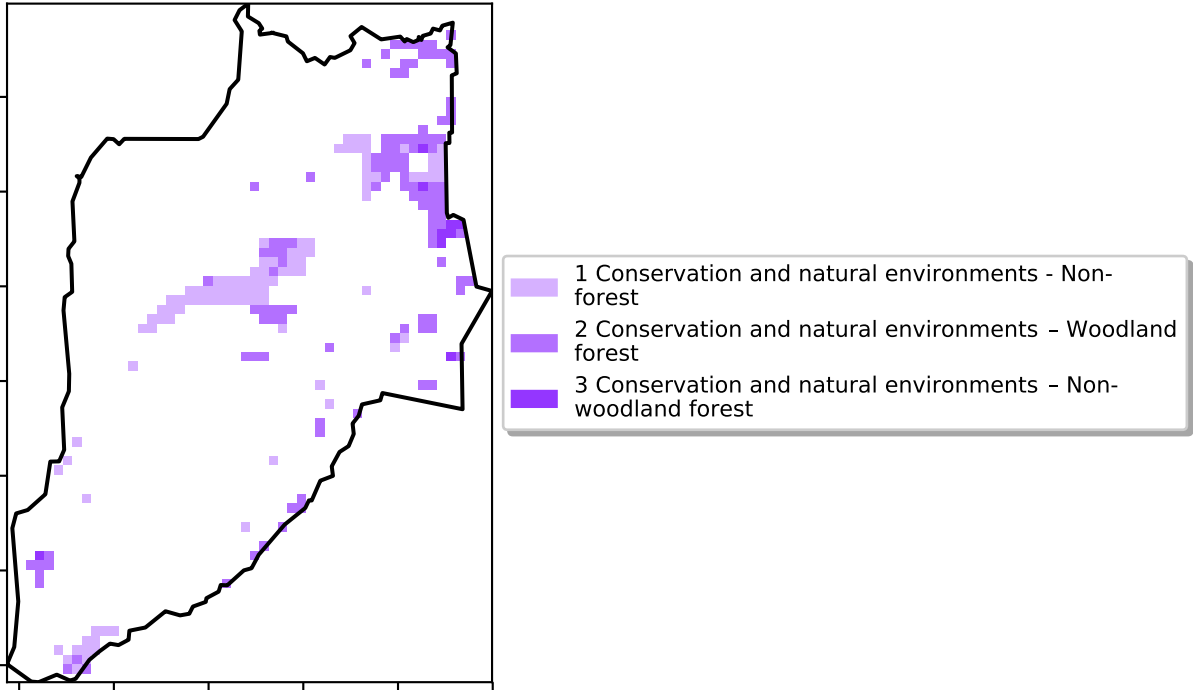 1 Conservation and natural environments - Non-
forest
2 Conservation and natural environments – Woodland
forest
3 Conservation and natural environments – Non-
woodland forest